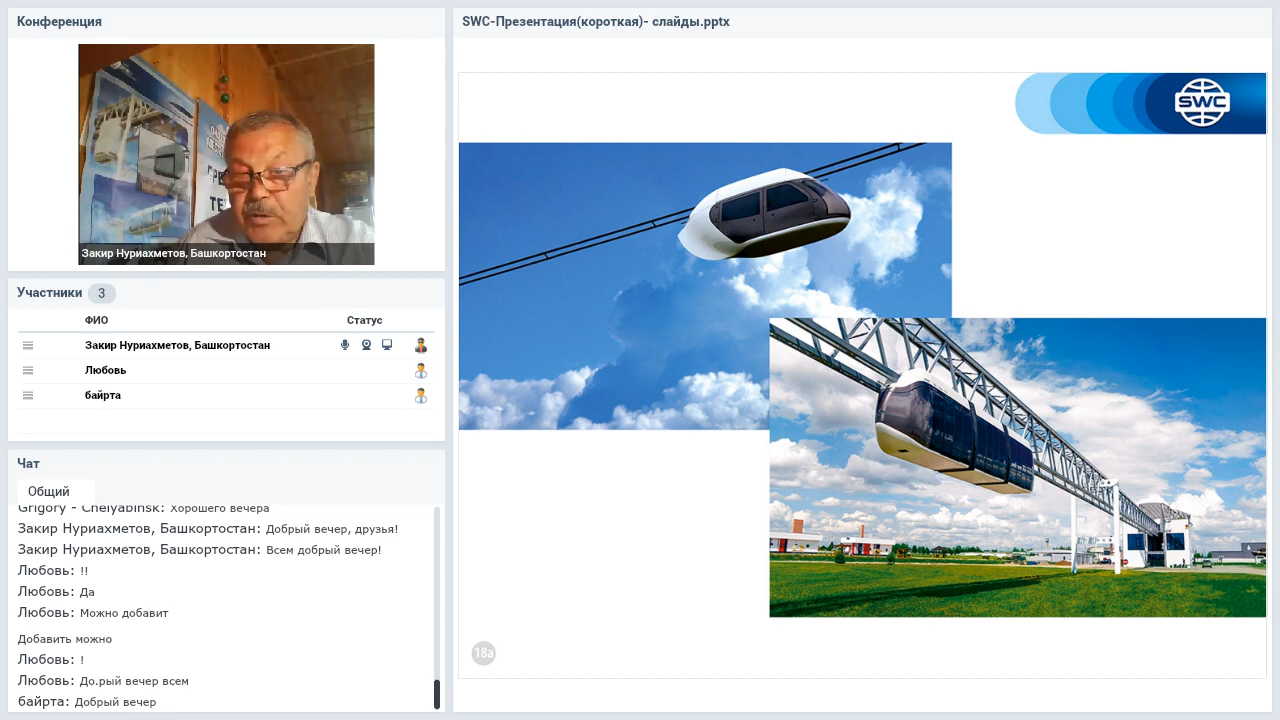 Конференция
Закир Нуриахметов, Башкортостан
Участники 3
ФИО Статус
Закир Нуриахметов, Башкортостан
Любовь
байрта
Чат
Общий
Grigory - Chelyabinsk: Хорошего вечера
Закир Нуриахметов, Башкортостан: Добрый вечер, друзья!
Закир Нуриахметов, Башкортостан: Всем добрый вечер!
Любовь: !!
Любовь: Да
Любовь: Можно добавит
Добавить можно
Любовь: !
Любовь: До.рый вечер всем
байрта: Добрый вечер
SWC-Презентация(короткая)- слайды.pptx
SWC
18a